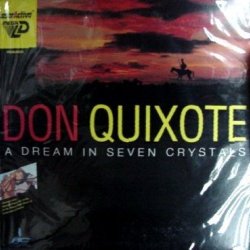 DON QUIXOTE
A DREAM IN SEVEN CRYSTALS